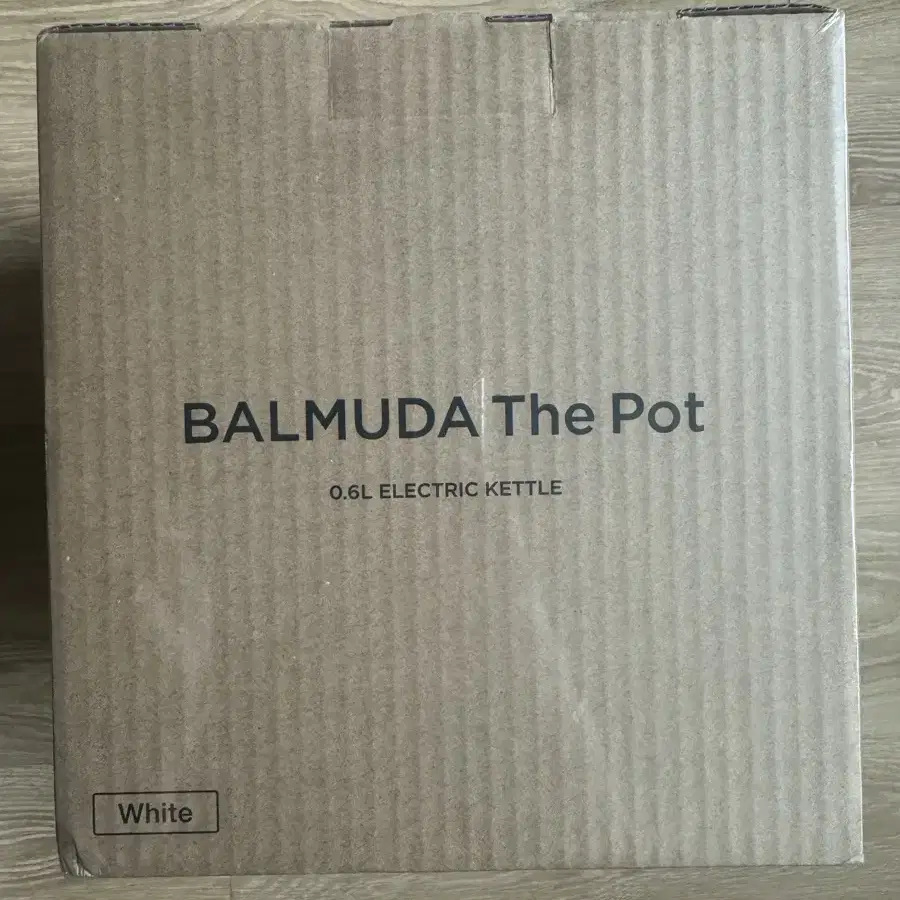 BALMUDA The Pot
0.6L ELECTRIC KETTLE
White